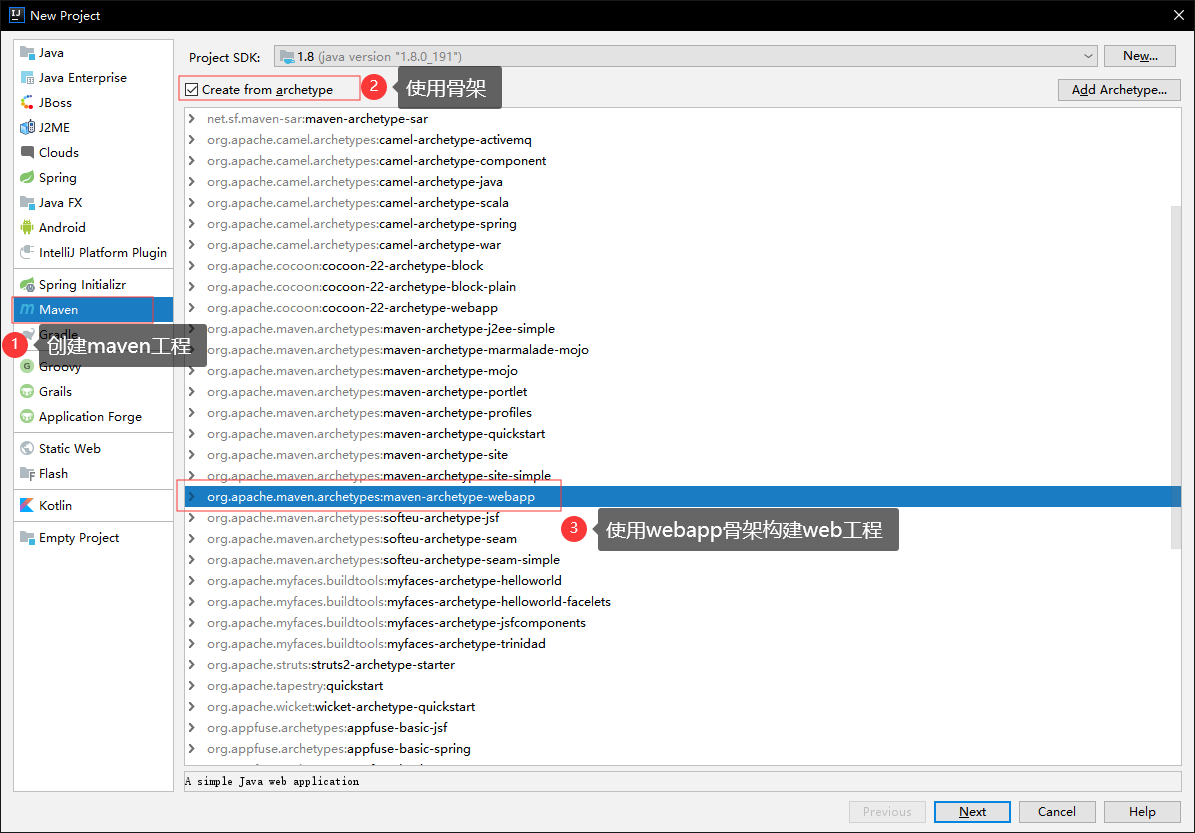 New Project
Java
Java Enterprise
JBoss
J2ME
Clouds
Spring
Java FX
Android
IntelliJ Platform Plugin
Spring Initializr
Maven
Gradle
1
创建maven工程
Groovy
Grails
Application Forge
Static Web
Flash
Kotlin
Empty Project
Project SDK: 1.8 (java version "1.8.0_191") New...
Create from archetype 2 使用骨架 Add Archetype...
net.sf.maven-sar:maven-archetype-sar
org.apache.camel.archetypes:camel-archetype-activemq
org.apache.camel.archetypes:camel-archetype-component
org.apache.camel.archetypes:camel-archetype-java
org.apache.camel.archetypes:camel-archetype-scala
org.apache.camel.archetypes:camel-archetype-spring
org.apache.camel.archetypes:camel-archetype-war
org.apache.cocoon:cocoon-22-archetype-block
org.apache.cocoon:cocoon-22-archetype-block-plain
org.apache.cocoon:cocoon-22-archetype-webapp
org.apache.maven.archetypes:maven-archetype-j2ee-simple
org.apache.maven.archetypes:maven-archetype-marmalade-mojo
org.apache.maven.archetypes:maven-archetype-mojo
org.apache.maven.archetypes:maven-archetype-portlet
org.apache.maven.archetypes:maven-archetype-profiles
org.apache.maven.archetypes:maven-archetype-quickstart
org.apache.maven.archetypes:maven-archetype-site
org.apache.maven.archetypes:maven-archetype-site-simple
org.apache.maven.archetypes:maven-archetype-webapp
org.apache.maven.archetypes:softeu-archetype-jsf
3 使用webapp骨架构建web工程
org.apache.maven.archetypes:softeu-archetype-seam
org.apache.maven.archetypes:softeu-archetype-seam-simple
org.apache.myfaces.buildtools:myfaces-archetype-helloworld
org.apache.myfaces.buildtools:myfaces-archetype-helloworld-facelets
org.apache.myfaces.buildtools:myfaces-archetype-jsfcomponents
org.apache.myfaces.buildtools:myfaces-archetype-trinidad
org.apache.struts:struts2-archetype-starter
org.apache.tapestry:quickstart
org.apache.wicket:wicket-archetype-quickstart
org.appfuse.archetypes:appfuse-basic-jsf
org.appfuse.archetypes:appfuse-basic-spring
A simple Java web application
Previous Next Cancel Help